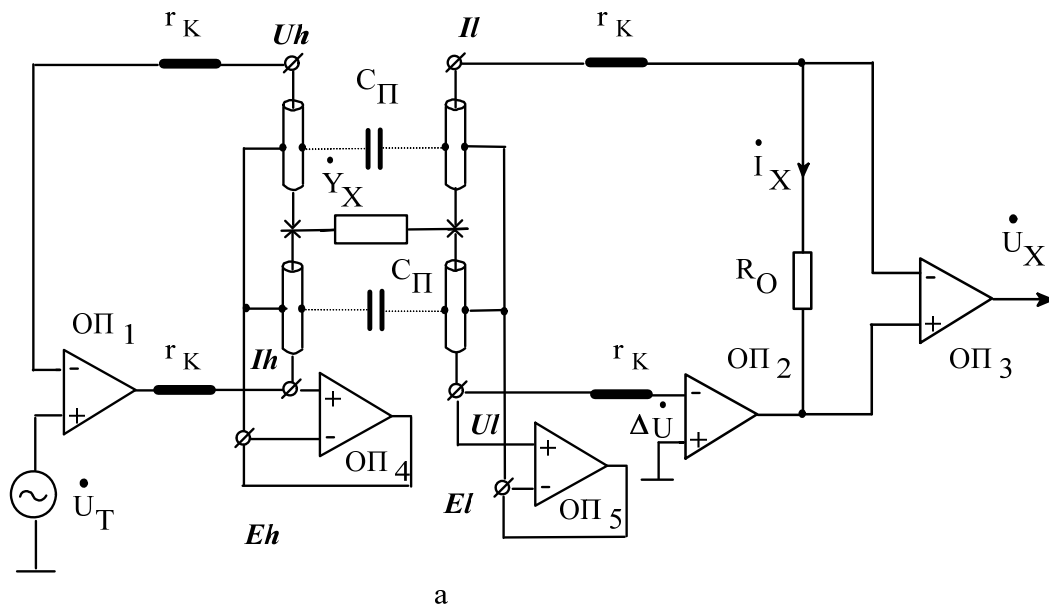 r K
Uh
Il
r K
C П
Y X
I X
U X
C П
R O
ОП 1
r K
Ih
r K
ОП 2
ОП 3
-
+
-
+
+
-
ОП 4
Ul
ΔU
-
+
+
-
ОП 5
U T
Eh
El
а